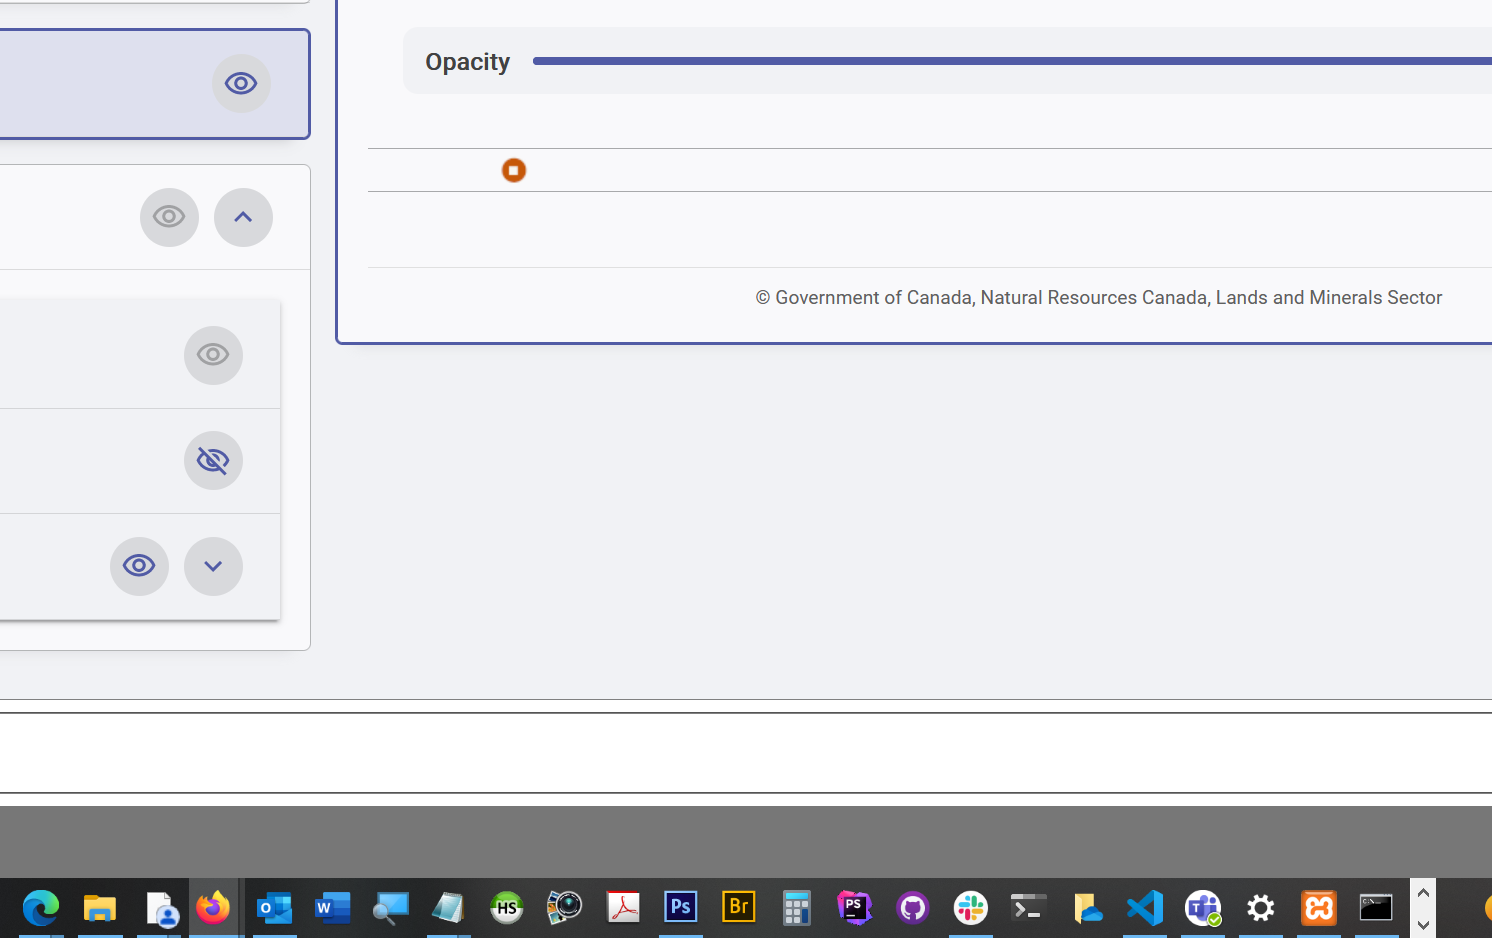 Opacity
© Government of Canada, Natural Resources Canada, Lands and Minerals Sector
O
W
HS
Ps
Br
PS